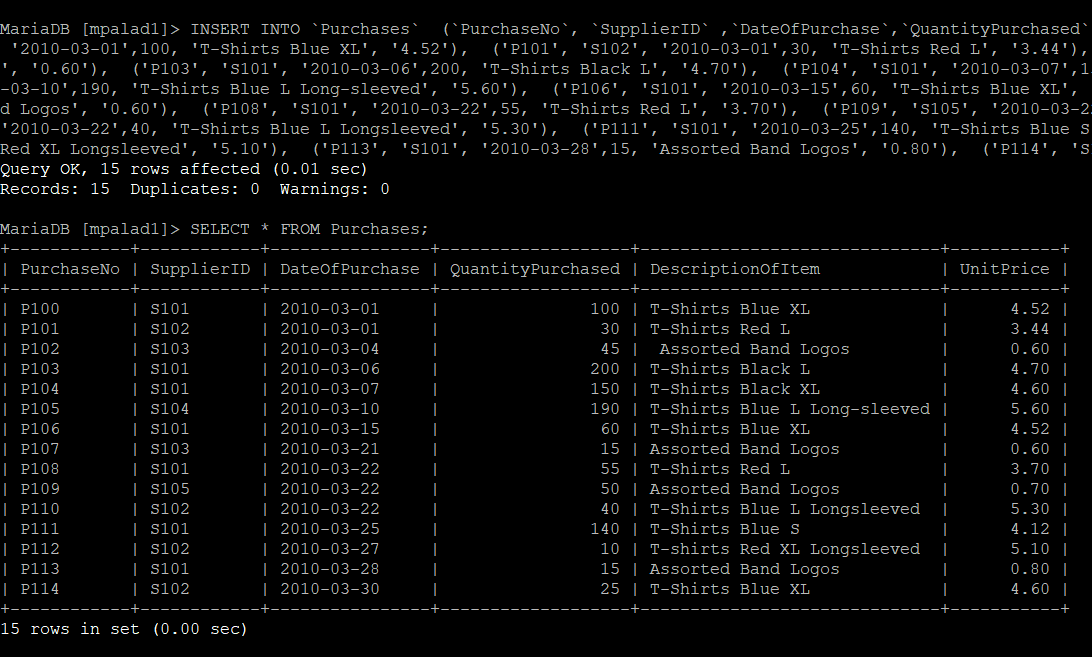 MariaDB [mpalad1]> INSERT INTO `Purchases`  (`PurchaseNo`, `SupplierID` ,`DateOfPurchase`,`QuantityPurchased`
 '2010-03-01',100, 'T-Shirts Blue XL', '4.52'),  ('P101', 'S102', '2010-03-01',30, 'T-Shirts Red L', '3.44'),
', '0.60'),  ('P103', 'S101', '2010-03-06',200, 'T-Shirts Black L', '4.70'),  ('P104', 'S101', '2010-03-07',1
-03-10',190, 'T-Shirts Blue L Long-sleeved', '5.60'),  ('P106', 'S101', '2010-03-15',60, 'T-Shirts Blue XL',
d Logos', '0.60'),  ('P108', 'S101', '2010-03-22',55, 'T-Shirts Red L', '3.70'),  ('P109', 'S105', '2010-03-2
'2010-03-22',40, 'T-Shirts Blue L Longsleeved', '5.30'),  ('P111', 'S101', '2010-03-25',140, 'T-Shirts Blue S
Red XL Longsleeved', '5.10'),  ('P113', 'S101', '2010-03-28',15, 'Assorted Band Logos', '0.80'),  ('P114', 'S
Query OK, 15 rows affected (0.01 sec)
Records: 15  Duplicates: 0  Warnings: 0
MariaDB [mpalad1]> SELECT * FROM Purchases;
+------------+------------+----------------+-------------------+------------------------------+-----------+
| PurchaseNo | SupplierID | DateOfPurchase | QuantityPurchased | DescriptionOfItem            | UnitPrice |
+------------+------------+----------------+-------------------+------------------------------+-----------+
| P100       | S101       | 2010-03-01     |               100 | T-Shirts Blue XL             |      4.52 |
| P101       | S102       | 2010-03-01     |                30 | T-Shirts Red L               |      3.44 |
| P102       | S103       | 2010-03-04     |                45 |  Assorted Band Logos         |      0.60 |
| P103       | S101       | 2010-03-06     |               200 | T-Shirts Black L             |      4.70 |
| P104       | S101       | 2010-03-07     |               150 | T-Shirts Black XL            |      4.60 |
| P105       | S104       | 2010-03-10     |               190 | T-Shirts Blue L Long-sleeved |      5.60 |
| P106       | S101       | 2010-03-15     |                60 | T-Shirts Blue XL             |      4.52 |
| P107       | S103       | 2010-03-21     |                15 | Assorted Band Logos          |      0.60 |
| P108       | S101       | 2010-03-22     |                55 | T-Shirts Red L               |      3.70 |
| P109       | S105       | 2010-03-22     |                50 | Assorted Band Logos          |      0.70 |
| P110       | S102       | 2010-03-22     |                40 | T-Shirts Blue L Longsleeved  |      5.30 |
| P111       | S101       | 2010-03-25     |               140 | T-Shirts Blue S              |      4.12 |
| P112       | S102       | 2010-03-27     |                10 | T-shirts Red XL Longsleeved  |      5.10 |
| P113       | S101       | 2010-03-28     |                15 | Assorted Band Logos          |      0.80 |
| P114       | S102       | 2010-03-30     |                25 | T-Shirts Blue XL             |      4.60 |
+------------+------------+----------------+-------------------+------------------------------+-----------+
15 rows in set (0.00 sec)